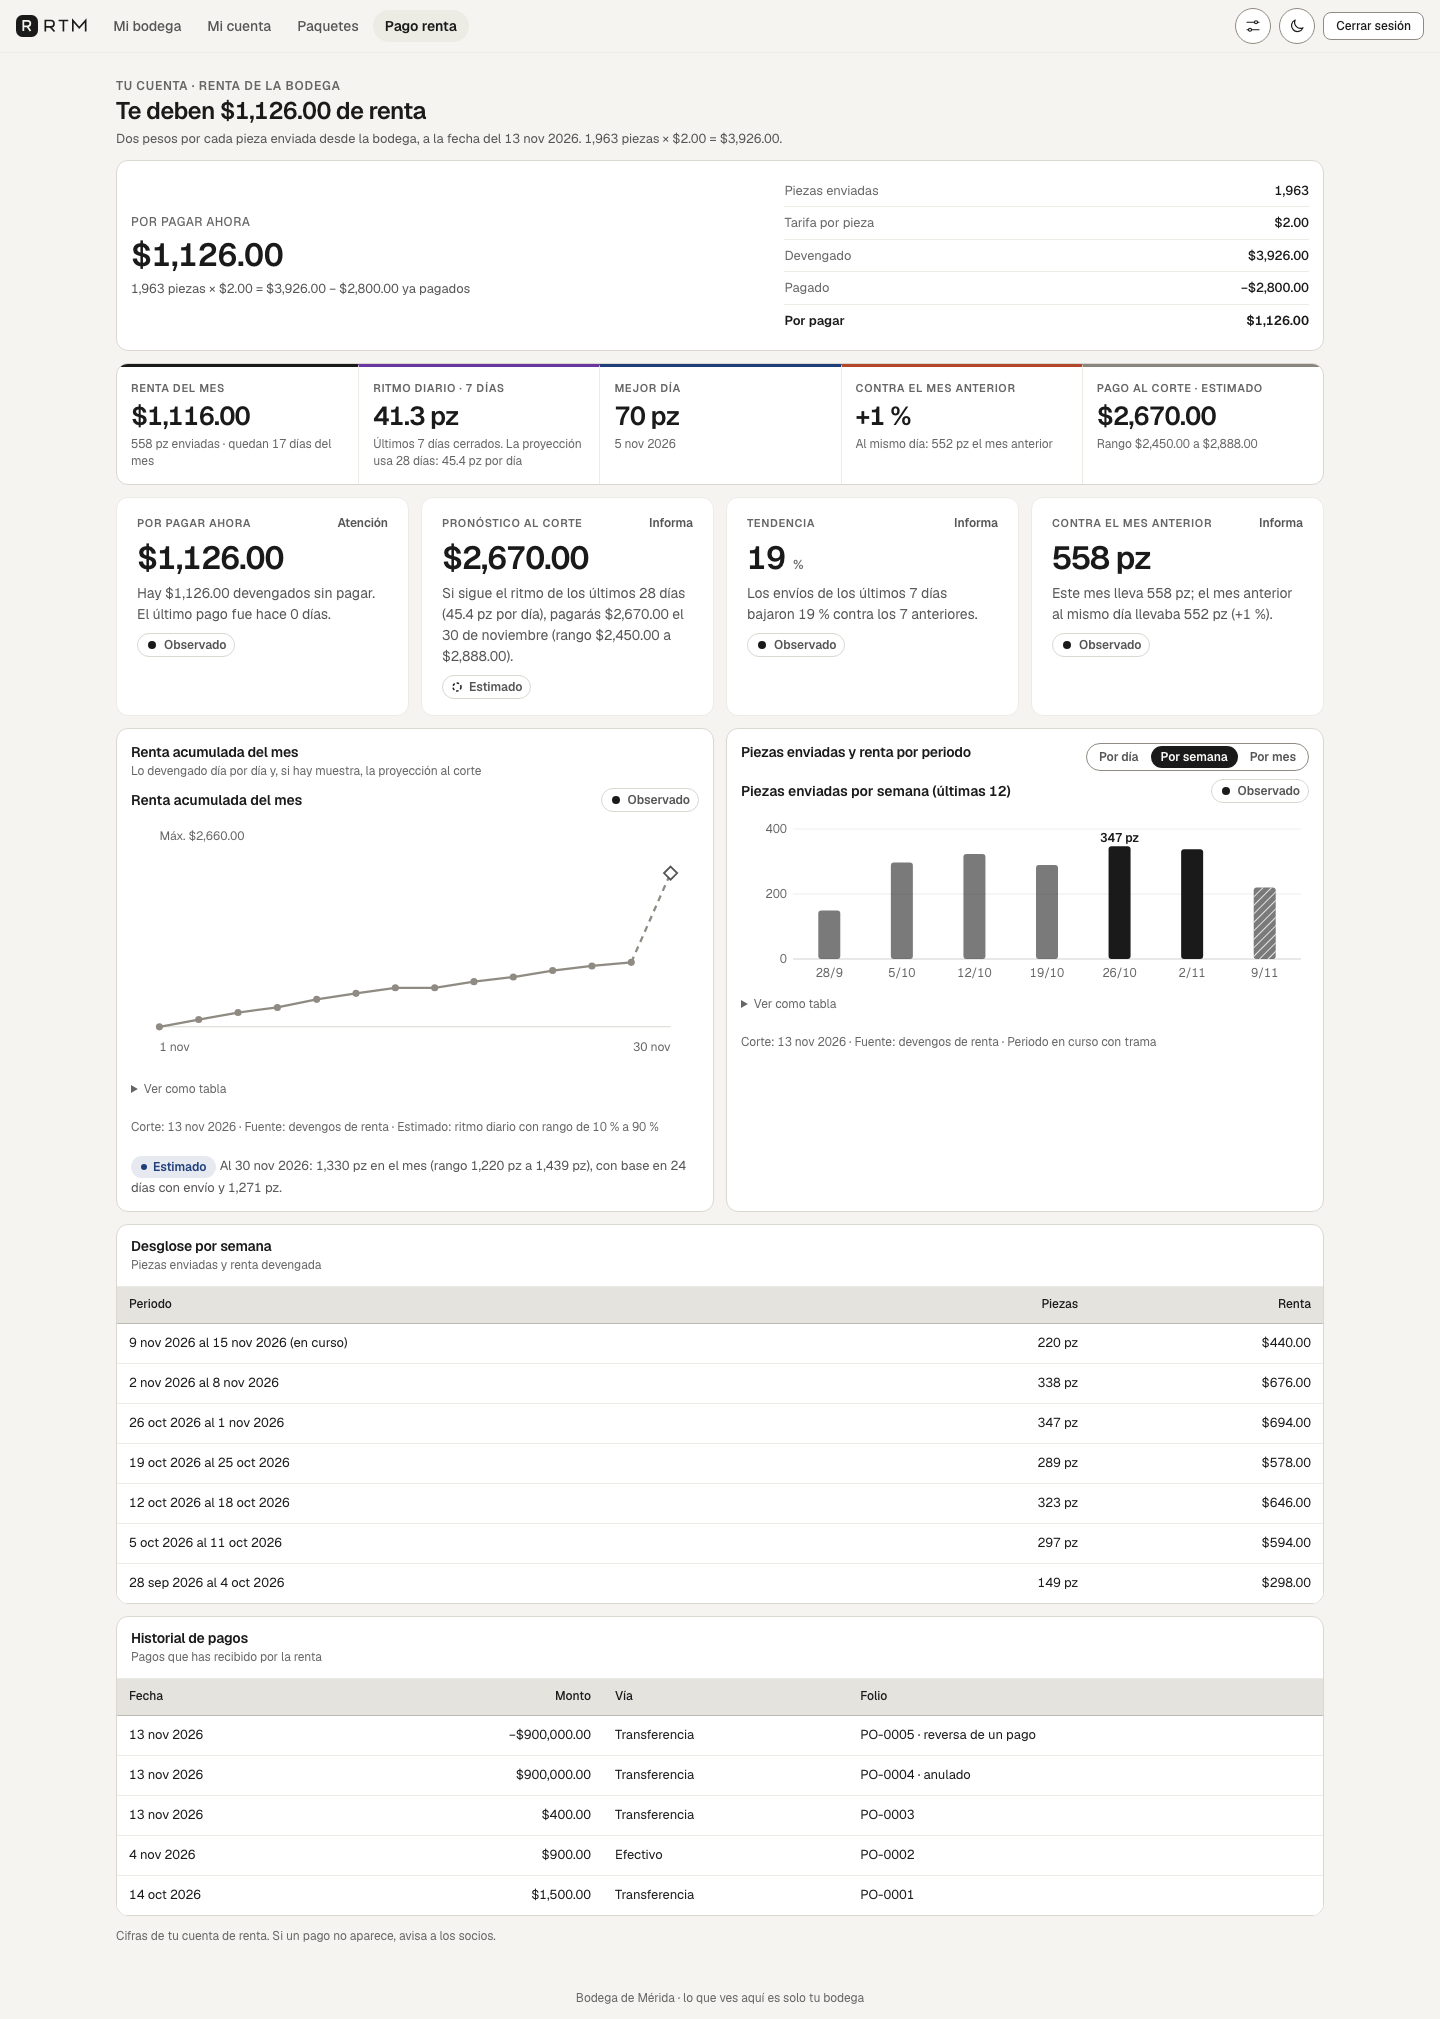 R RTM Mi bodega Mi cuenta Paquetes Pago renta Cerrar sesión
TU CUENTA · RENTA DE LA BODEGA
Te deben $1,126.00 de renta
Dos pesos por cada pieza enviada desde la bodega, a la fecha del 13 nov 2026. 1,963 piezas × $2.00 = $3,926.00.
POR PAGAR AHORA
$1,126.00
1,963 piezas × $2.00 = $3,926.00 − $2,800.00 ya pagados
Piezas enviadas 1,963
Tarifa por pieza $2.00
Devengado $3,926.00
Pagado −$2,800.00
Por pagar $1,126.00
RENTA DEL MES
$1,116.00
558 pz enviadas · quedan 17 días del
mes
RITMO DIARIO · 7 DÍAS
41.3 pz
Últimos 7 días cerrados. La proyección
usa 28 días: 45.4 pz por día
MEJOR DÍA
70 pz
5 nov 2026
CONTRA EL MES ANTERIOR
+1 %
Al mismo día: 552 pz el mes anterior
PAGO AL CORTE · ESTIMADO
$2,670.00
Rango $2,450.00 a $2,888.00
POR PAGAR AHORA Atención
$1,126.00
Hay $1,126.00 devengados sin pagar.
El último pago fue hace 0 días.
Observado
PRONÓSTICO AL CORTE Informa
$2,670.00
Si sigue el ritmo de los últimos 28 días
(45.4 pz por día), pagarás $2,670.00 el
30 de noviembre (rango $2,450.00 a
$2,888.00).
Estimado
TENDENCIA Informa
19 %
Los envíos de los últimos 7 días
bajaron 19 % contra los 7 anteriores.
Observado
CONTRA EL MES ANTERIOR Informa
558 pz
Este mes lleva 558 pz; el mes anterior
al mismo día llevaba 552 pz (+1 %).
Observado
Renta acumulada del mes
Lo devengado día por día y, si hay muestra, la proyección al corte
Renta acumulada del mes Observado
Máx. $2,660.00
1 nov 30 nov
Ver como tabla
Corte: 13 nov 2026 · Fuente: devengos de renta · Estimado: ritmo diario con rango de 10 % a 90 %
Estimado Al 30 nov 2026: 1,330 pz en el mes (rango 1,220 pz a 1,439 pz), con base en 24
días con envío y 1,271 pz.
Piezas enviadas y renta por periodo Por día Por semana Por mes
Piezas enviadas por semana (últimas 12) Observado
400
347 pz
200
0
28/9 5/10 12/10 19/10 26/10 2/11 9/11
Ver como tabla
Corte: 13 nov 2026 · Fuente: devengos de renta · Periodo en curso con trama
Desglose por semana
Piezas enviadas y renta devengada
Periodo Piezas Renta
9 nov 2026 al 15 nov 2026 (en curso) 220 pz $440.00
2 nov 2026 al 8 nov 2026 338 pz $676.00
26 oct 2026 al 1 nov 2026 347 pz $694.00
19 oct 2026 al 25 oct 2026 289 pz $578.00
12 oct 2026 al 18 oct 2026 323 pz $646.00
5 oct 2026 al 11 oct 2026 297 pz $594.00
28 sep 2026 al 4 oct 2026 149 pz $298.00
Historial de pagos
Pagos que has recibido por la renta
Fecha Monto Vía Folio
13 nov 2026 −$900,000.00 Transferencia PO-0005 · reversa de un pago
13 nov 2026 $900,000.00 Transferencia PO-0004 · anulado
13 nov 2026 $400.00 Transferencia PO-0003
4 nov 2026 $900.00 Efectivo PO-0002
14 oct 2026 $1,500.00 Transferencia PO-0001
Cifras de tu cuenta de renta. Si un pago no aparece, avisa a los socios.
Bodega de Mérida · lo que ves aquí es solo tu bodega